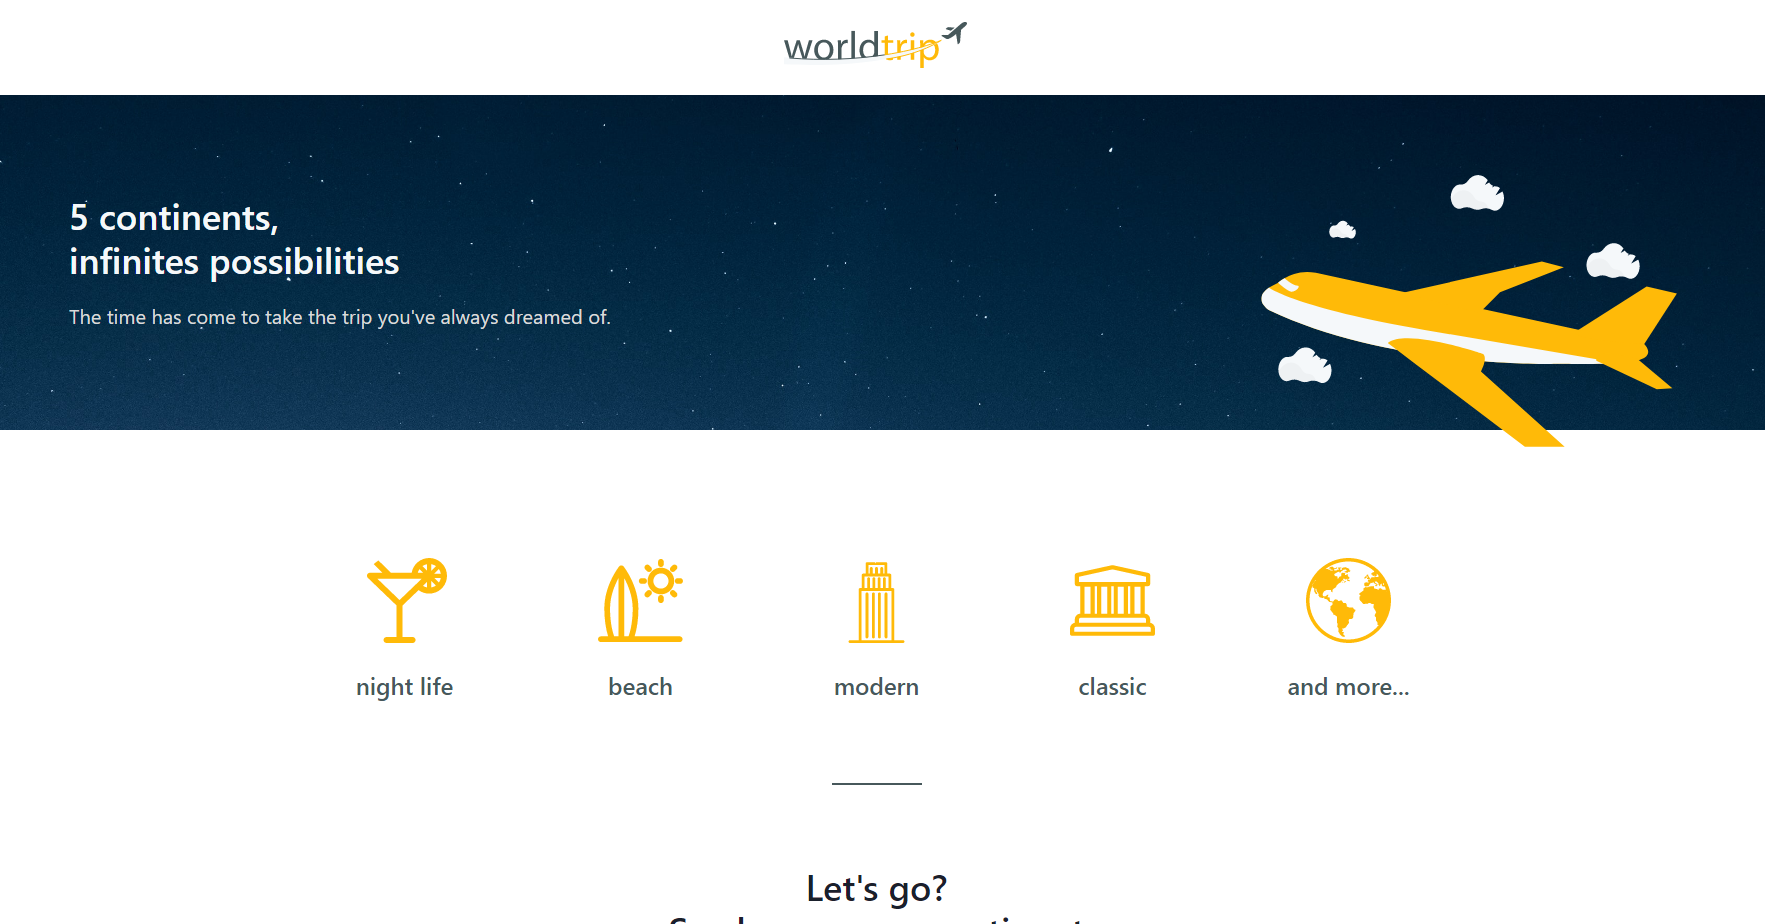 worldtrip
5 continents,
infinites possibilities
The time has come to take the trip you've always dreamed of.
night life
beach
modern
classic
and more...
Let's go?